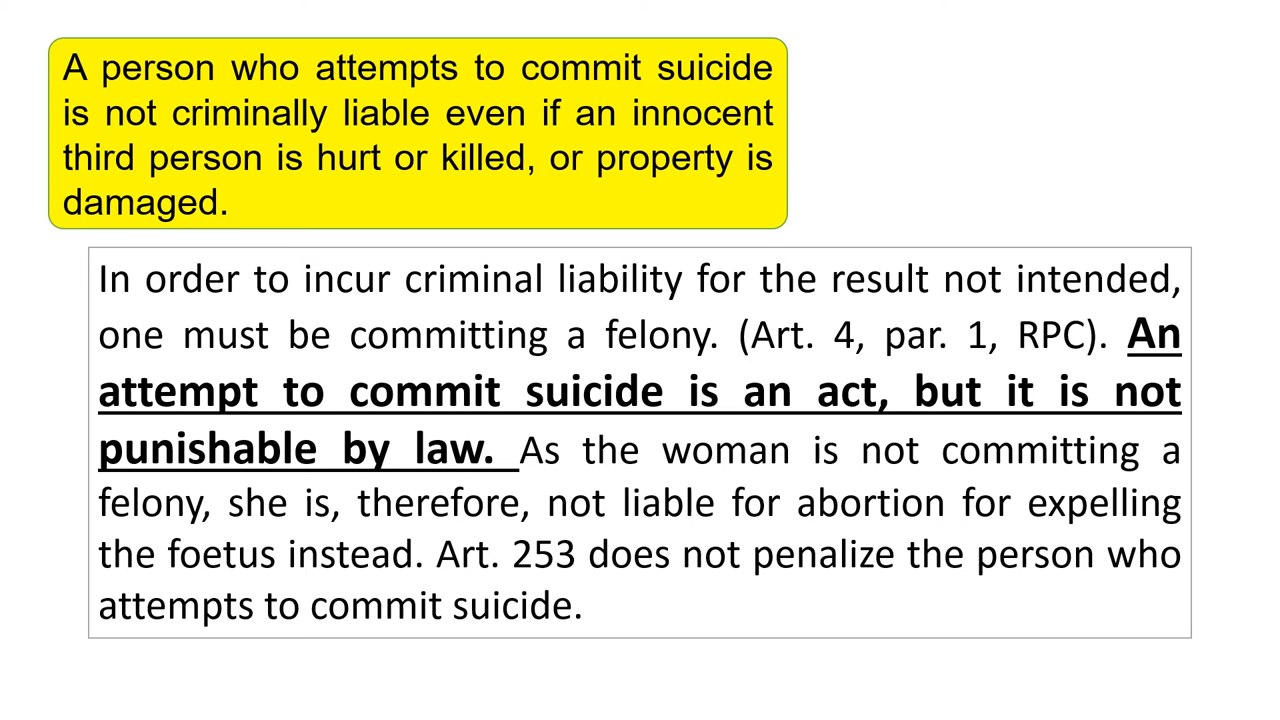 A person who attempts to commit suicide
is not criminally liable even if an innocent
third person is hurt or killed, or property is
damaged.
In order to incur criminal liability for the result not intended,
one must be committing a felony. (Art. 4, par. 1, RPC). An
attempt to commit suicide is an act, but it is not
punishable by law. As the woman is not committing a
felony, she is, therefore, not liable for abortion for expelling
the foetus instead. Art. 253 does not penalize the person who
attempts to commit suicide.